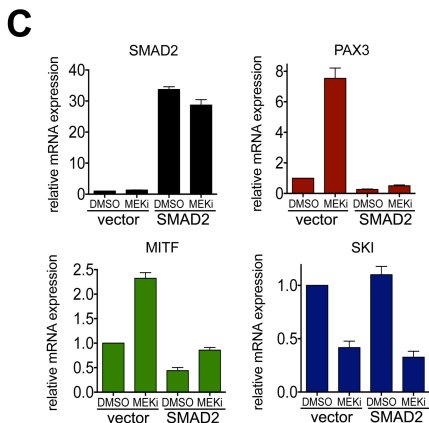 C
SMAD2
relative mRNA expression
40
30
20
10
0
DMSO MEKi DMSO MEKi
vector SMAD2
PAX3
relative mRNA expression
8
6
4
2
0
DMSO MEKi DMSO MEKi
vector SMAD2
MITF
relative mRNA expression
2.5
2.0
1.5
1.0
0.5
0.0
DMSO MEKi DMSO MEKi
vector SMAD2
SKI
relative mRNA expression
1.0
0.5
0.0
DMSO MEKi DMSO MEKi
vector SMAD2